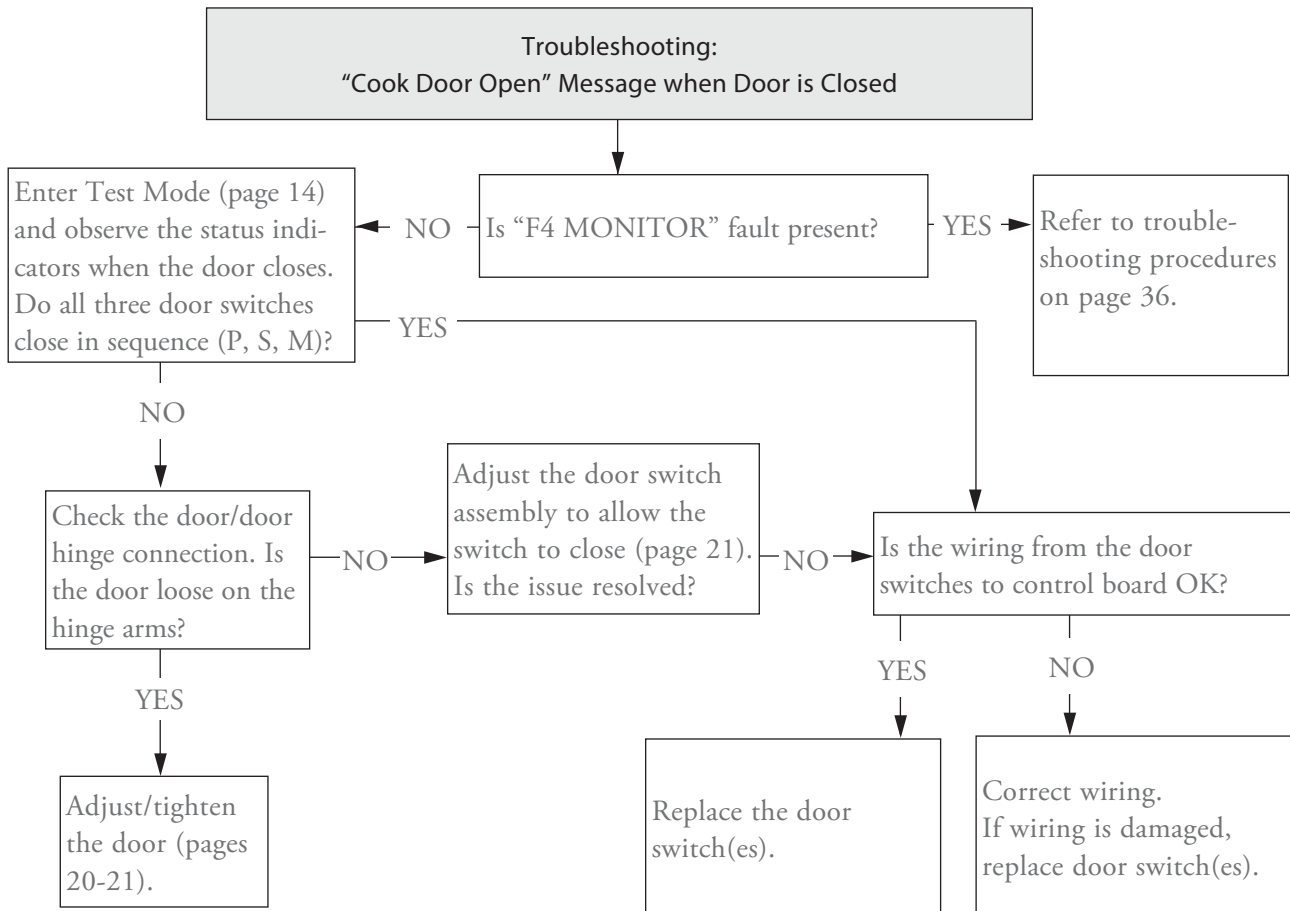 Troubleshooting:
“Cook Door Open” Message when Door is Closed
Enter Test Mode (page 14)
and observe the status indi-
cators when the door closes.
Do all three door switches
close in sequence (P, S, M)?
NO
Is “F4 MONITOR” fault present?
YES
Refer to trouble-
shooting procedures
on page 36.
YES
NO
Check the door/door
hinge connection. Is
the door loose on the
hinge arms?
NO
Adjust the door switch
assembly to allow the
switch to close (page 21).
Is the issue resolved?
NO
Is the wiring from the door
switches to control board OK?
YES
YES
NO
Adjust/tighten
the door (pages
20-21).
Replace the door
switch(es).
Correct wiring.
If wiring is damaged,
replace door switch(es).